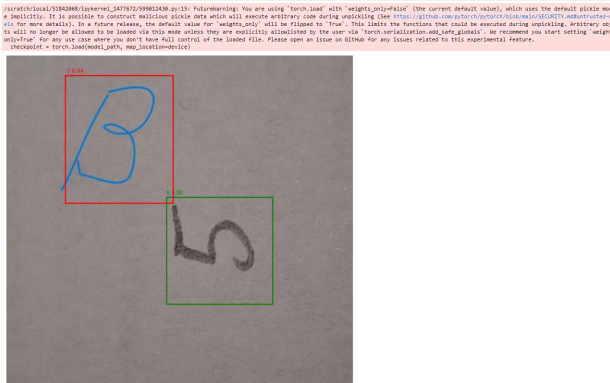 /scratch/local/51842068/ipykernel_1477672/599012430.py:15: FutureWarning: You are using `torch.load` with `weights_only=False` (the current default value), which uses the default pickle mo
e implicitly. It is possible to construct malicious pickle data which will execute arbitrary code during unpickling (See https://github.com/pytorch/pytorch/blob/main/SECURITY.md#untrusted-
els for more details). In a future release, the default value for `weights_only` will be flipped to `True`. This limits the functions that could be executed during unpickling. Arbitrary ob
ts will no longer be allowed to be loaded via this mode unless they are explicitly allowlisted by the user via `torch.serialization.add_safe_globals`. We recommend you start setting `weigh
only=True` for any use case where you don't have full control of the loaded file. Please open an issue on GitHub for any issues related to this experimental feature.
checkpoint = torch.load(model_path, map_location=device)
B
5